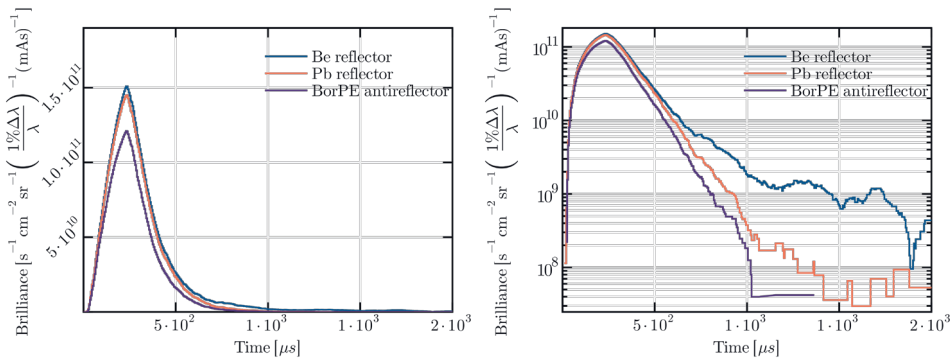 Brilliance [s⁻¹ cm⁻² sr⁻¹ (1%Δλ/λ)⁻¹ (mAs)⁻¹]
1.5·10¹¹
1.0·10¹¹
5·10¹⁰
Be reflector
Pb reflector
BorPE antireflector
5·10² 1·10³ 1·10³ 2·10³
Time [μs]
Brilliance [s⁻¹ cm⁻² sr⁻¹ (1%Δλ/λ)⁻¹ (mAs)⁻¹]
10¹¹
10¹⁰
10⁹
10⁸
Be reflector
Pb reflector
BorPE antireflector
5·10² 1·10³ 1·10³ 2·10³
Time [μs]